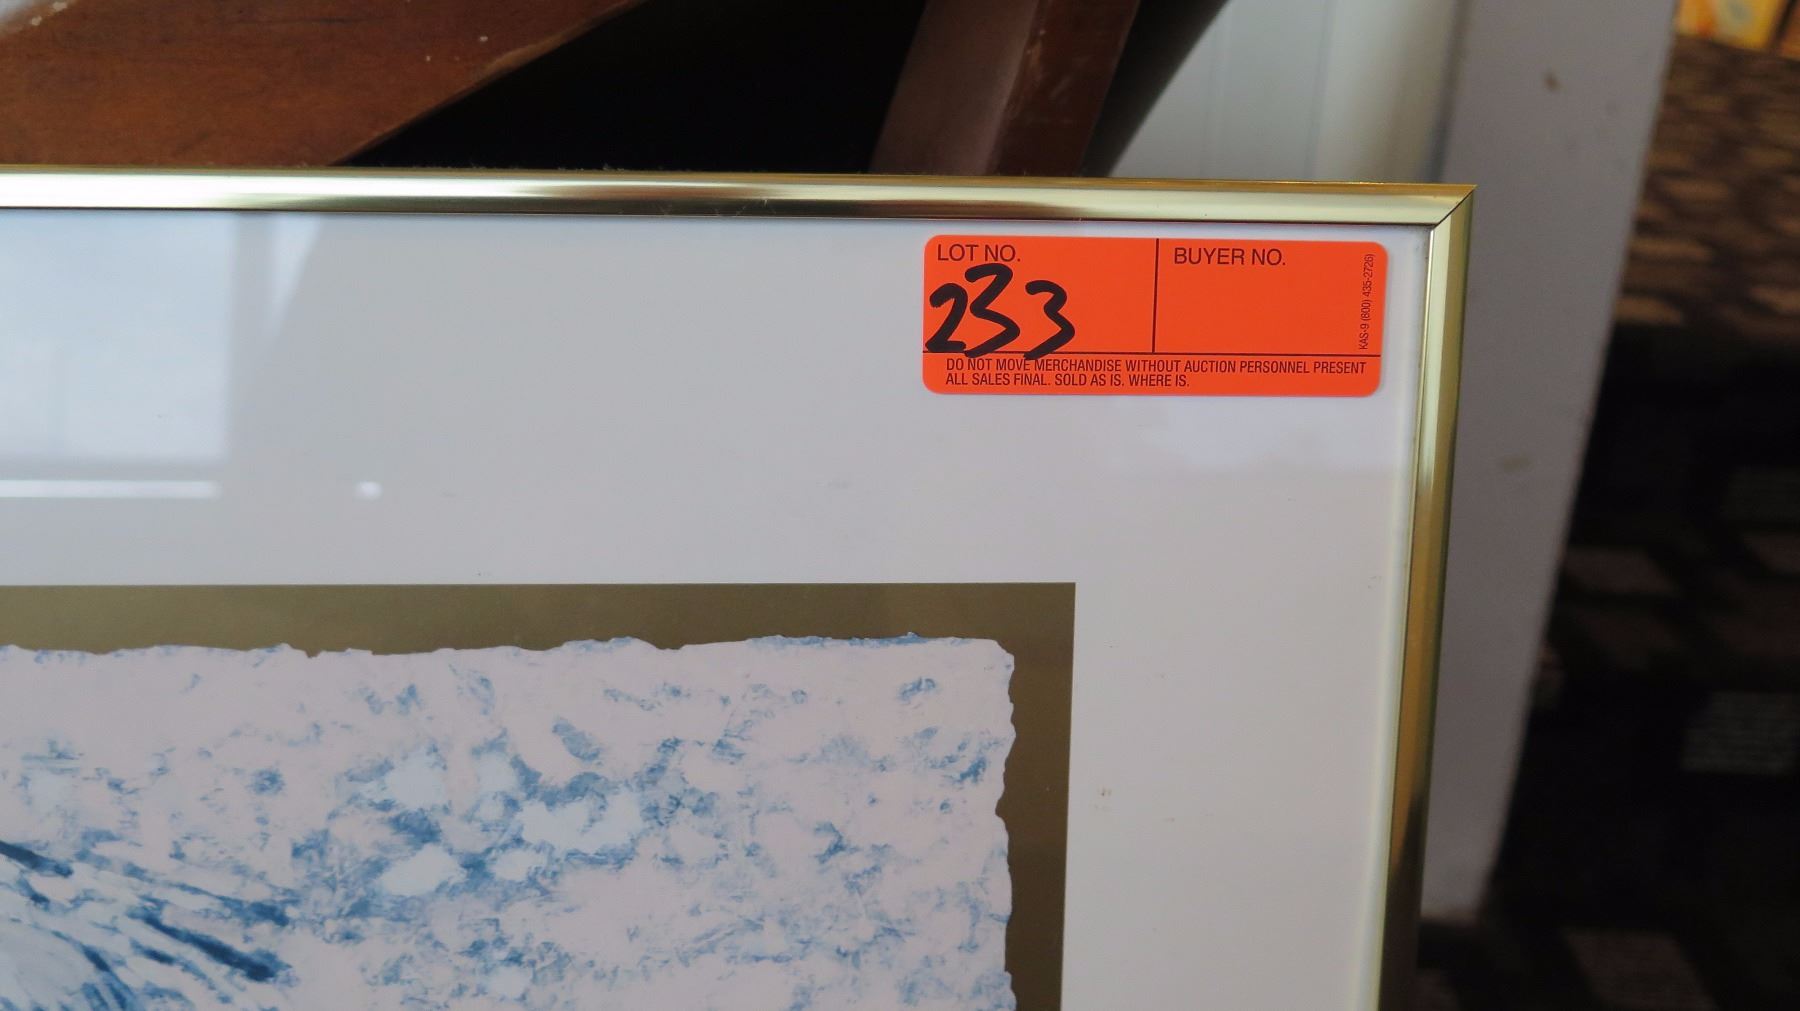 LOT NO.
233
BUYER NO.
KAS-9 (800) 435-2726)
DO NOT MOVE MERCHANDISE WITHOUT AUCTION PERSONNEL PRESENT
ALL SALES FINAL. SOLD AS IS. WHERE IS.